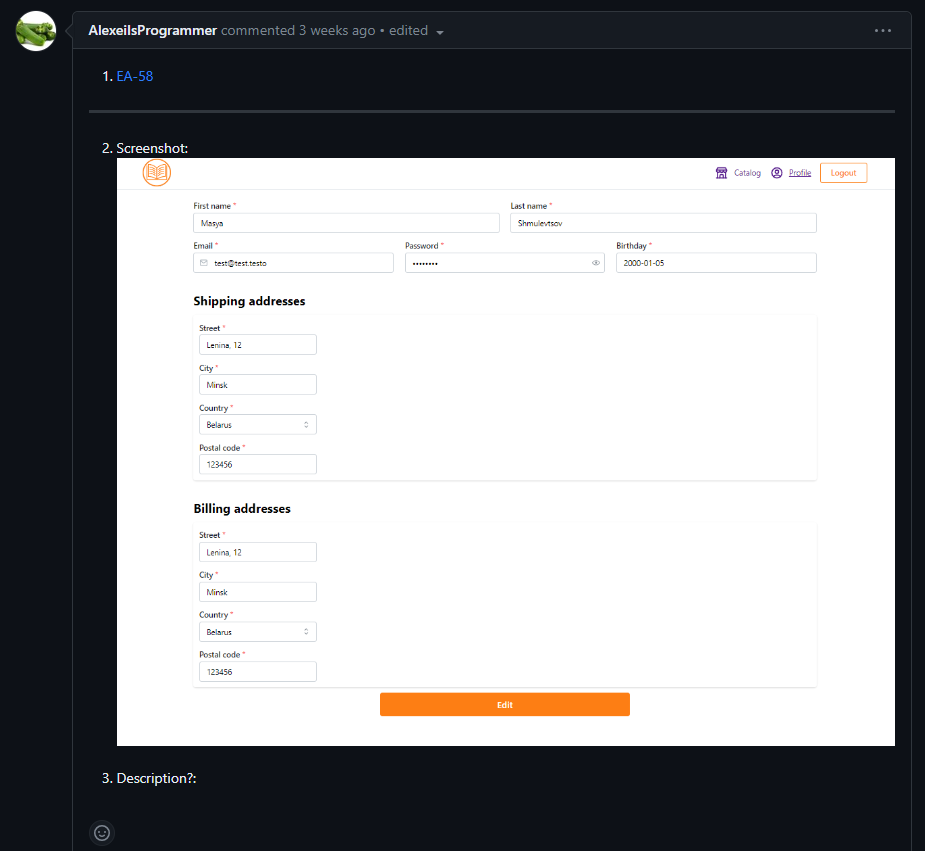 AlexeiIsProgrammer commented 3 weeks ago • edited
1. EA-58
2. Screenshot:
Catalog Profile Logout
First name * Last name *
Masya Shmulevtsov
Email * Password * Birthday *
test@test.testo •••••••• 2000-01-05
Shipping addresses
Street *
Lenina, 12
City *
Minsk
Country *
Belarus
Postal code *
123456
Billing addresses
Street *
Lenina, 12
City *
Minsk
Country *
Belarus
Postal code *
123456
Edit
3. Description?: